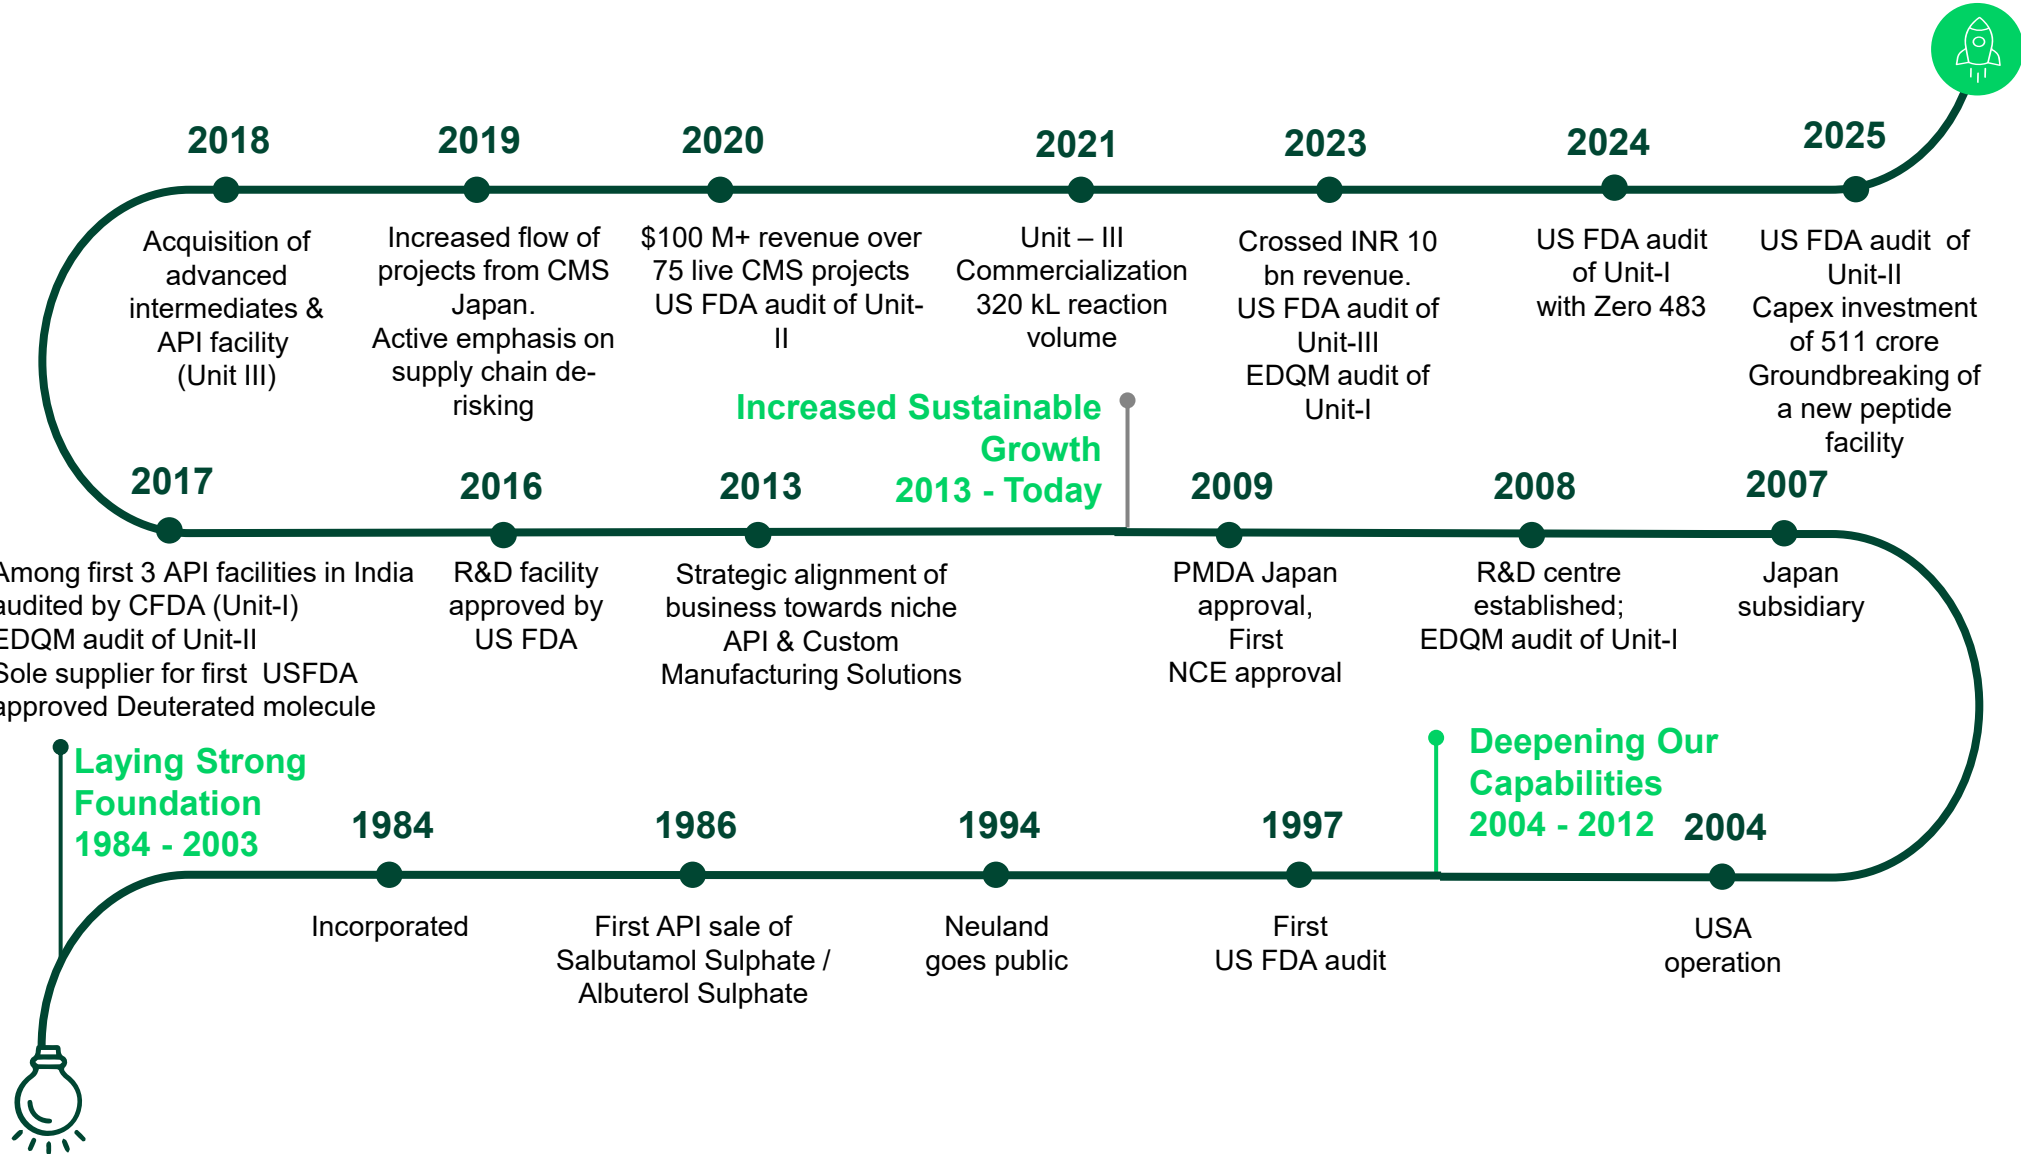 2018
Acquisition of
advanced
intermediates &
API facility
(Unit III)
2019
Increased flow of
projects from CMS
Japan.
Active emphasis on
supply chain de-
risking
2020
$100 M+ revenue over
75 live CMS projects
US FDA audit of Unit-
II
2021
Unit – III
Commercialization
320 kL reaction
volume
2023
Crossed INR 10
bn revenue.
US FDA audit of
Unit-III
EDQM audit of
Unit-I
2024
US FDA audit
of Unit-I
with Zero 483
2025
US FDA audit of
Unit-II
Capex investment
of 511 crore
Groundbreaking of
a new peptide
facility
2017
Among first 3 API facilities in India
audited by CFDA (Unit-I)
EDQM audit of Unit-II
Sole supplier for first USFDA
approved Deuterated molecule
2016
R&D facility
approved by
US FDA
2013
Strategic alignment of
business towards niche
API & Custom
Manufacturing Solutions
Increased Sustainable
Growth
2013 - Today
2009
PMDA Japan
approval,
First
NCE approval
2008
R&D centre
established;
EDQM audit of Unit-I
2007
Japan
subsidiary
Laying Strong
Foundation
1984 - 2003
1984
Incorporated
1986
First API sale of
Salbutamol Sulphate /
Albuterol Sulphate
1994
Neuland
goes public
1997
First
US FDA audit
Deepening Our
Capabilities
2004 - 2012
2004
USA
operation